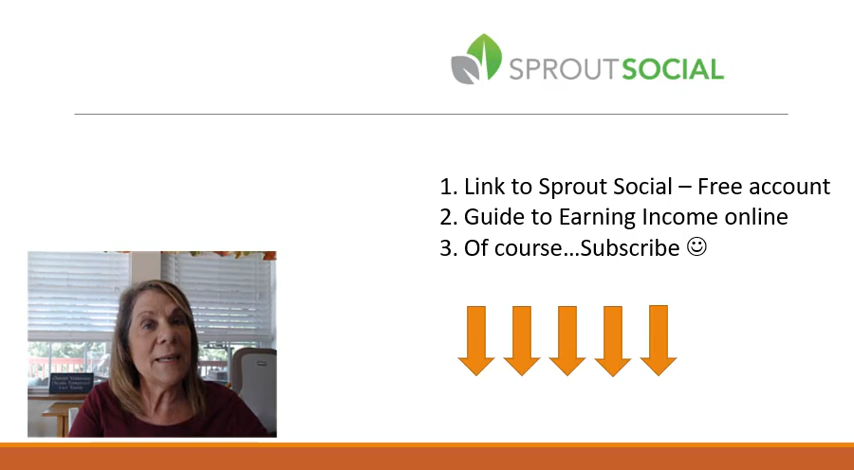 SPROUTSOCIAL
1. Link to Sprout Social – Free account
2. Guide to Earning Income online
3. Of course...Subscribe ☺